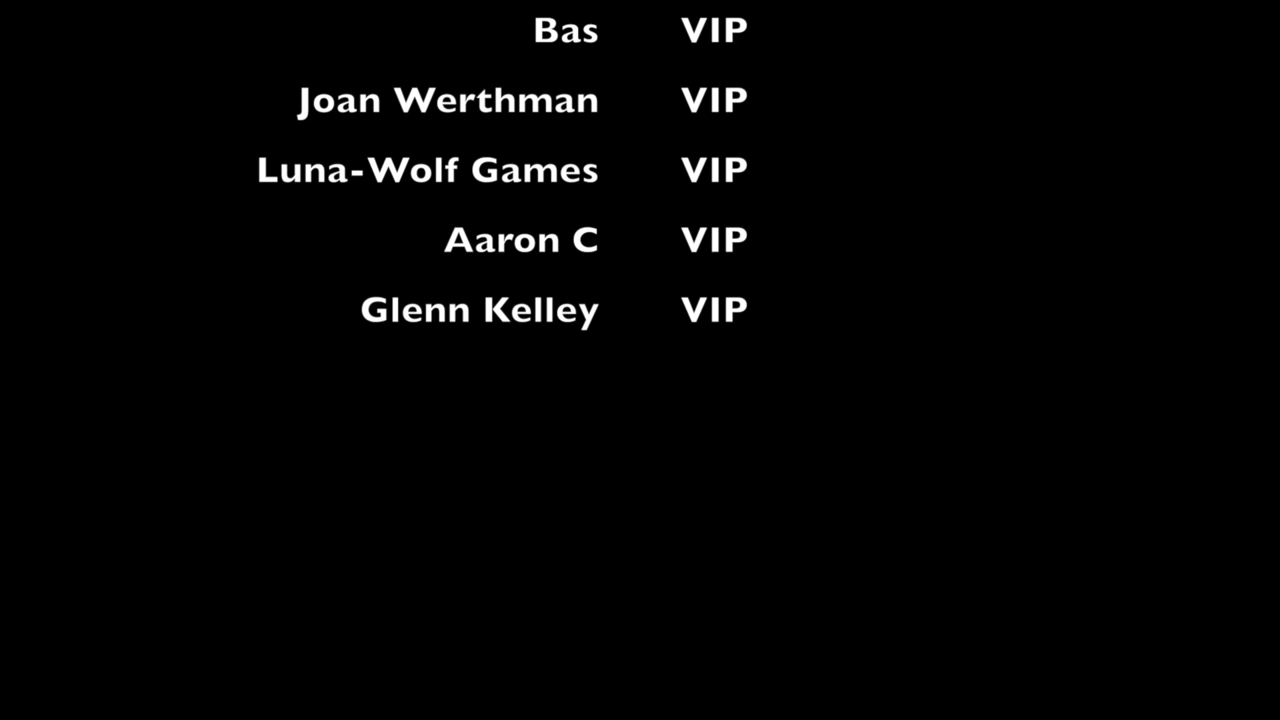 Bas VIP
Joan Werthman VIP
Luna-Wolf Games VIP
Aaron C VIP
Glenn Kelley VIP